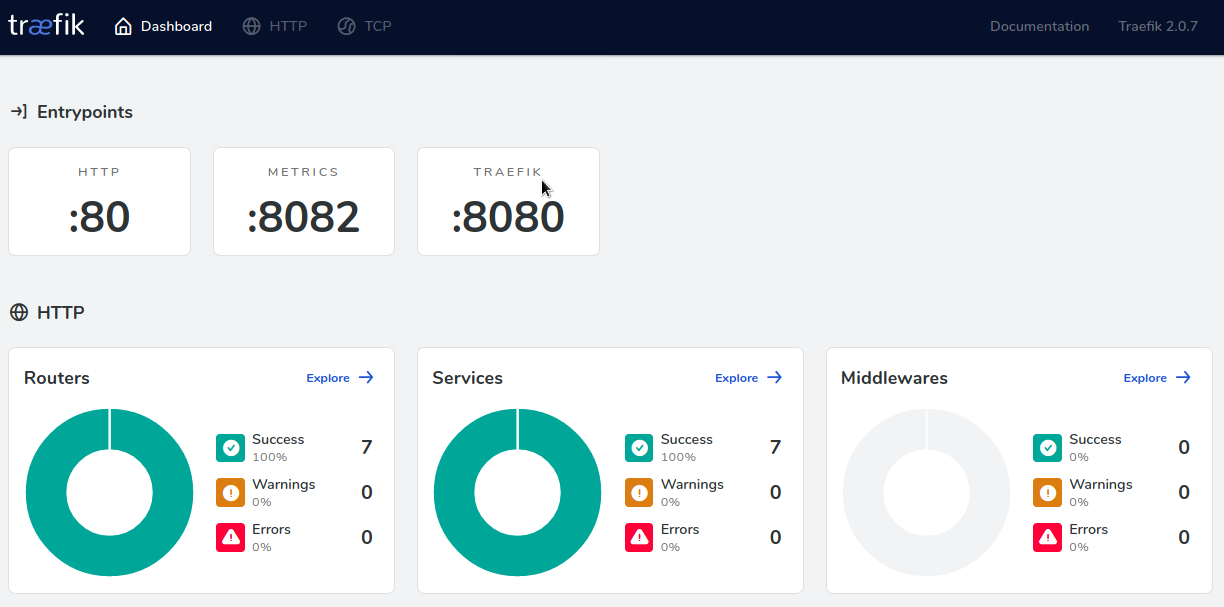 træfik Dashboard HTTP TCP Documentation Traefik 2.0.7
Entrypoints
HTTP METRICS TRAEFIK
:80 :8082 :8080
HTTP
Routers Explore
Success 7
100%
Warnings 0
0%
Errors 0
0%
Services Explore
Success 7
100%
Warnings 0
0%
Errors 0
0%
Middlewares Explore
Success 0
0%
Warnings 0
0%
Errors 0
0%